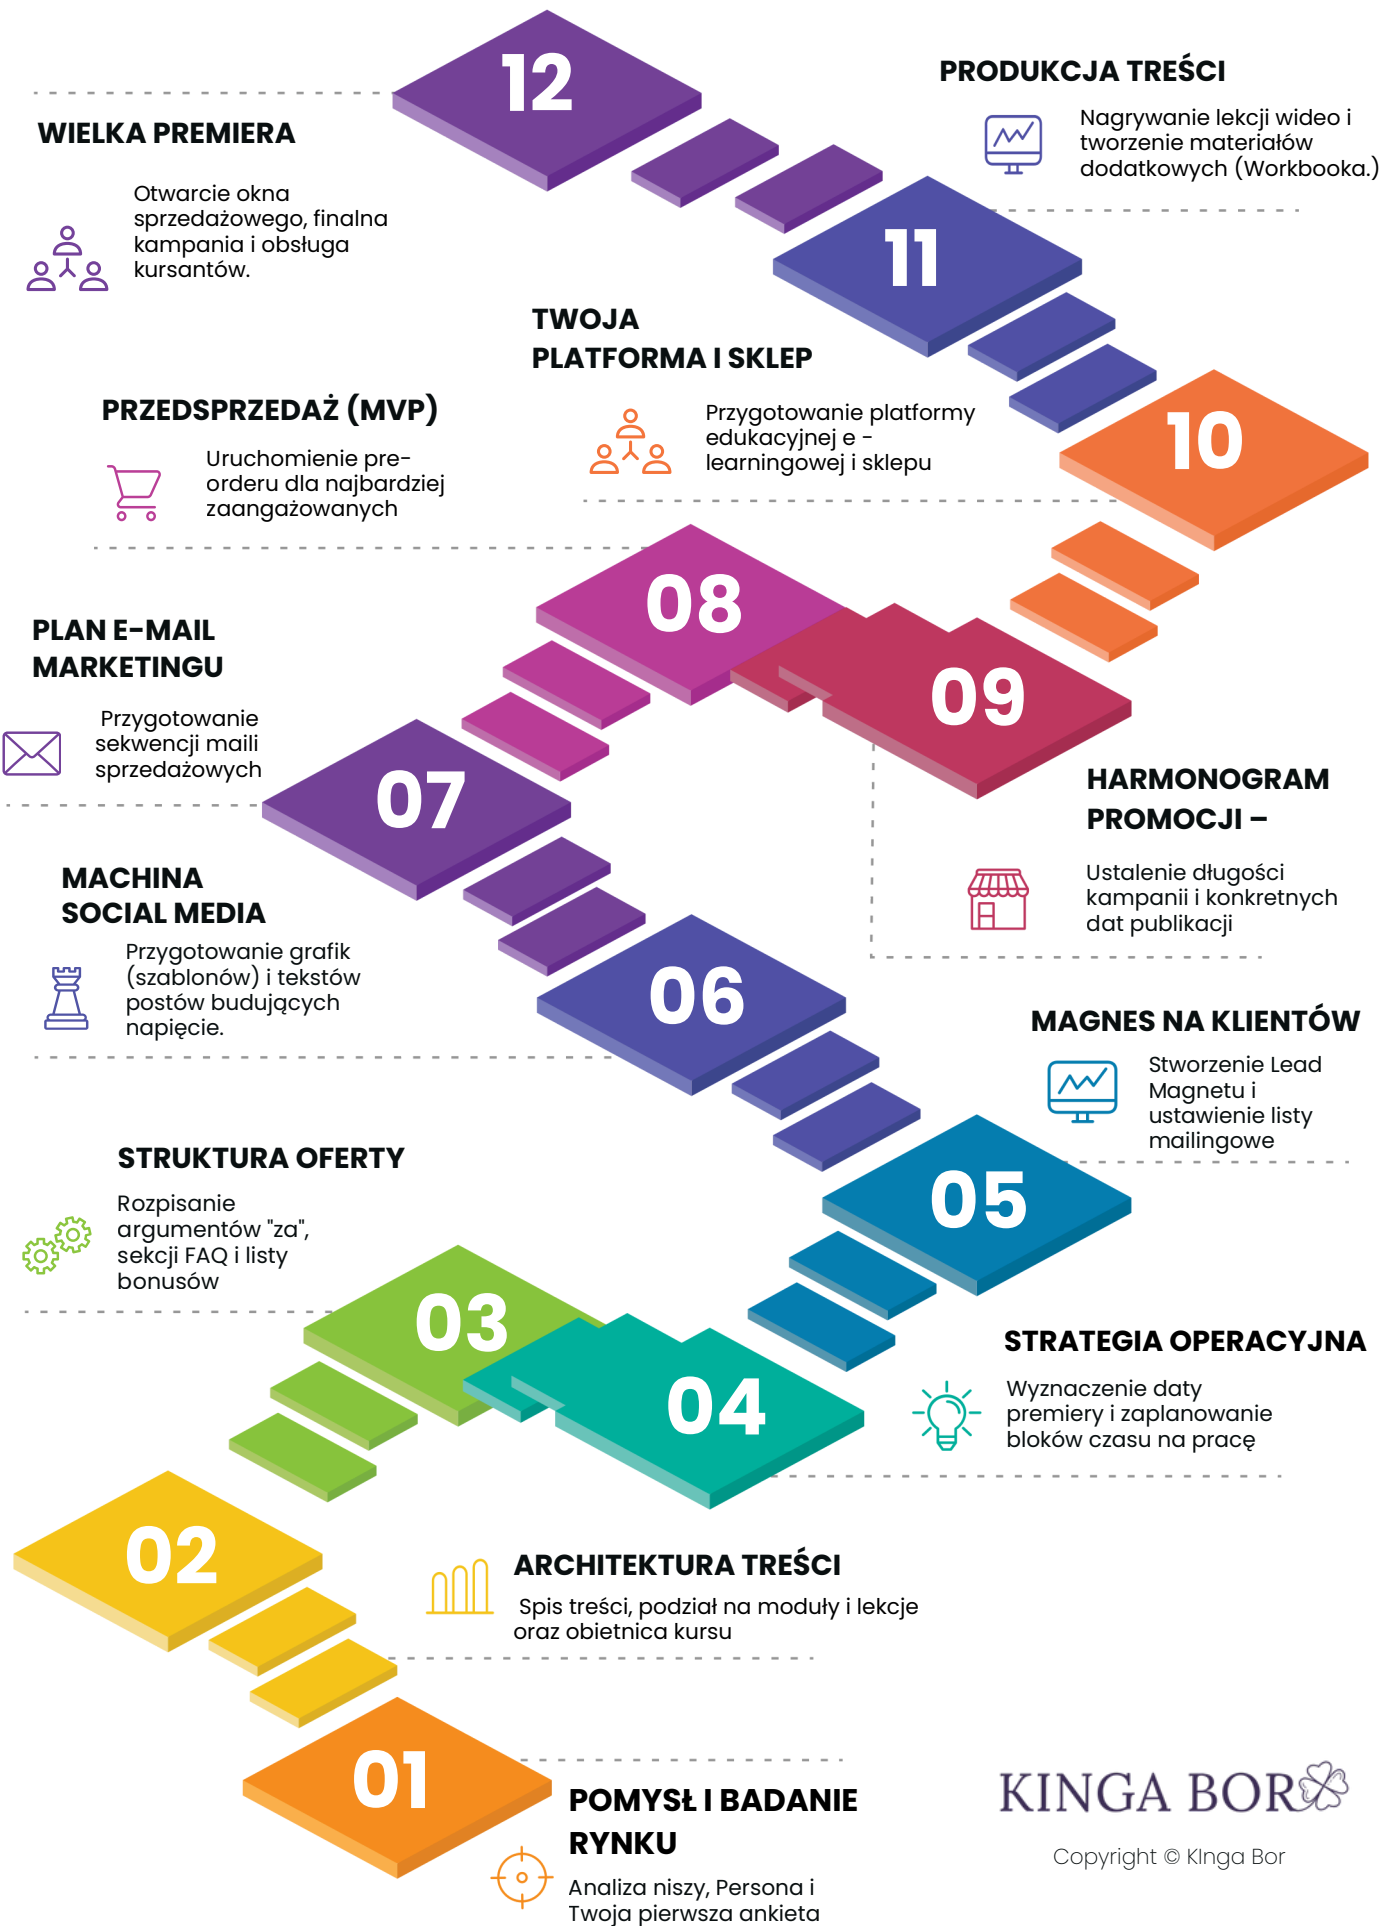 12
PRODUKCJA TREŚCI
Nagrywanie lekcji wideo i
tworzenie materiałów
dodatkowych (Workbooka.)
WIELKA PREMIERA
Otwarcie okna
sprzedażowego, finalna
kampania i obsługa
kursantów.
11
TWOJA
PLATFORMA I SKLEP
Przygotowanie platformy
edukacyjnej e -
learningowej i sklepu
10
PRZEDSPRZEDAŻ (MVP)
Uruchomienie pre-
orderu dla najbardziej
zaangażowanych
08
09
PLAN E-MAIL
MARKETINGU
Przygotowanie
sekwencji maili
sprzedażowych
07
HARMONOGRAM
PROMOCJI –
Ustalenie długości
kampanii i konkretnych
dat publikacji
MACHINA
SOCIAL MEDIA
Przygotowanie grafik
(szablonów) i tekstów
postów budujących
napięcie.
06
MAGNES NA KLIENTÓW
Stworzenie Lead
Magnetu i
ustawienie listy
mailingowe
05
STRUKTURA OFERTY
Rozpisanie
argumentów "za",
sekcji FAQ i listy
bonusów
03
04
STRATEGIA OPERACYJNA
Wyznaczenie daty
premiery i zaplanowanie
bloków czasu na pracę
02
ARCHITEKTURA TREŚCI
Spis treści, podział na moduły i lekcje
oraz obietnica kursu
01
POMYSŁ I BADANIE
RYNKU
Analiza niszy, Persona i
Twoja pierwsza ankieta
KINGA BOR
Copyright © KInga Bor